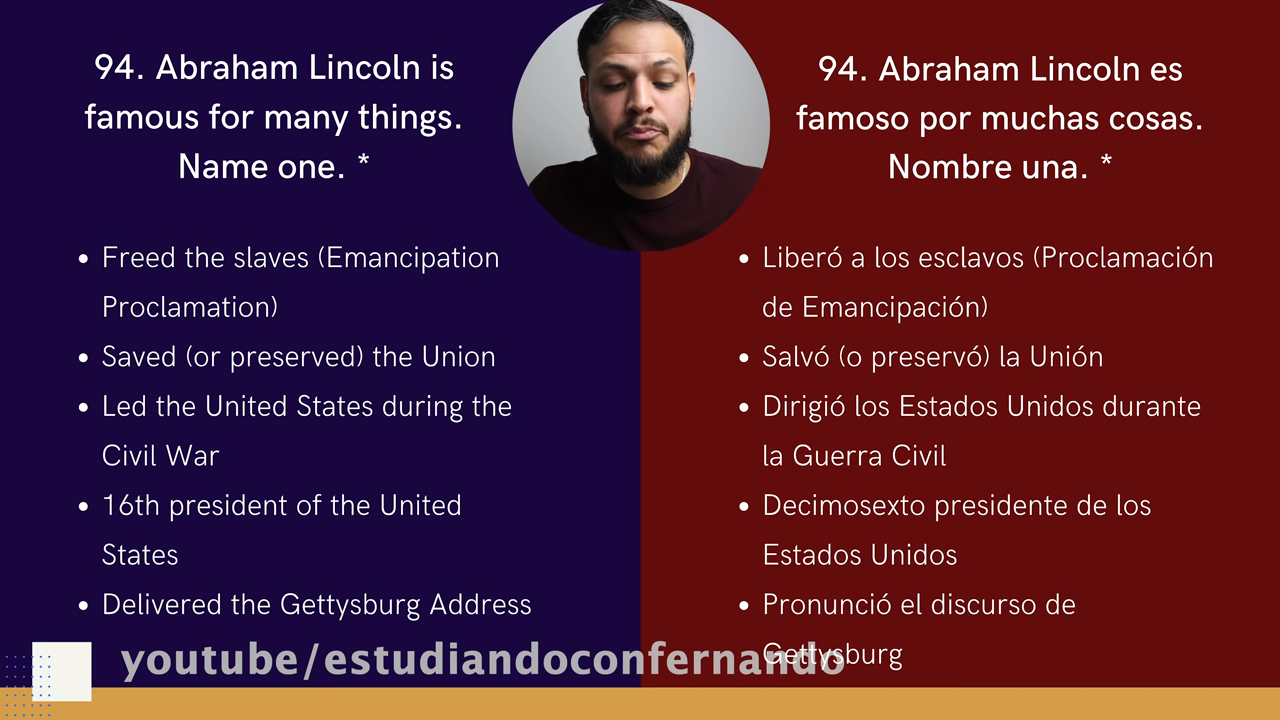 94. Abraham Lincoln is
famous for many things.
Name one. *
• Freed the slaves (Emancipation
Proclamation)
• Saved (or preserved) the Union
• Led the United States during the
Civil War
• 16th president of the United
States
• Delivered the Gettysburg Address
94. Abraham Lincoln es
famoso por muchas cosas.
Nombre una. *
• Liberó a los esclavos (Proclamación
de Emancipación)
• Salvó (o preservó) la Unión
• Dirigió los Estados Unidos durante
la Guerra Civil
• Decimosexto presidente de los
Estados Unidos
• Pronunció el discurso de
Gettysburg
youtube/estudiandoconfernando